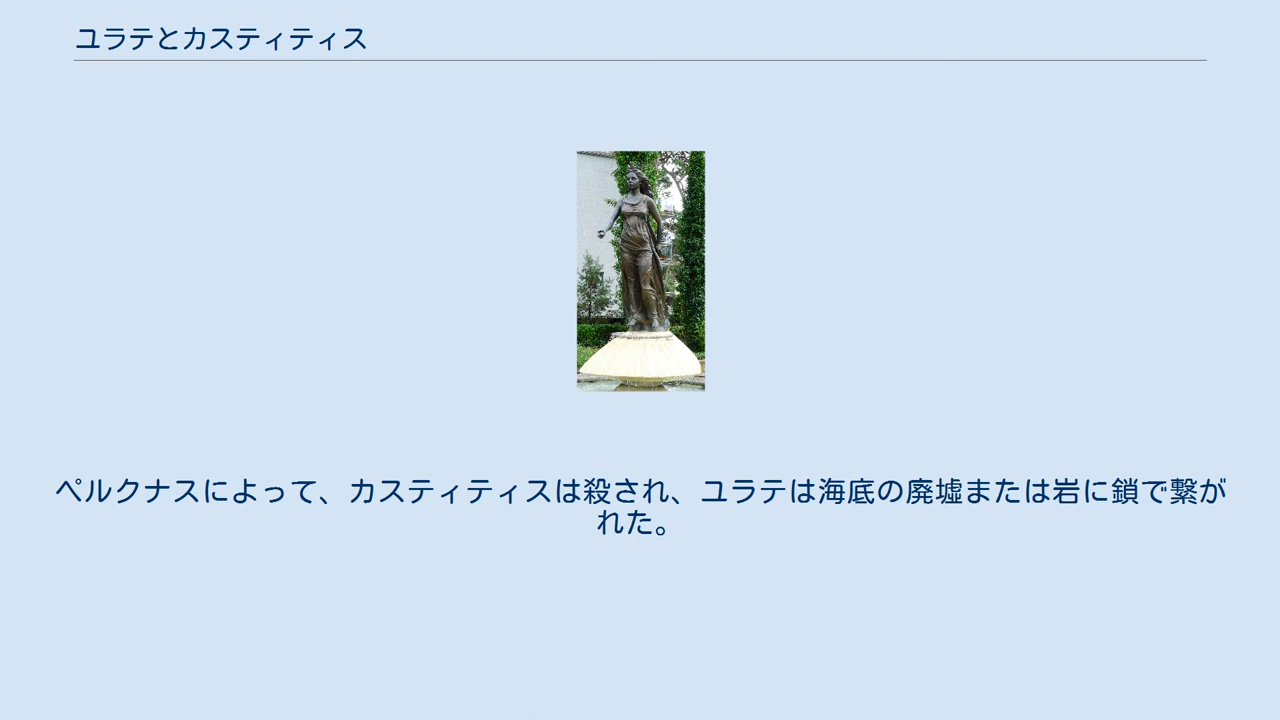 ユラテとカスティティス
ペルクナスによって、カスティティスは殺され、ユラテは海底の廃墟または岩に鎖で繋が
れた。